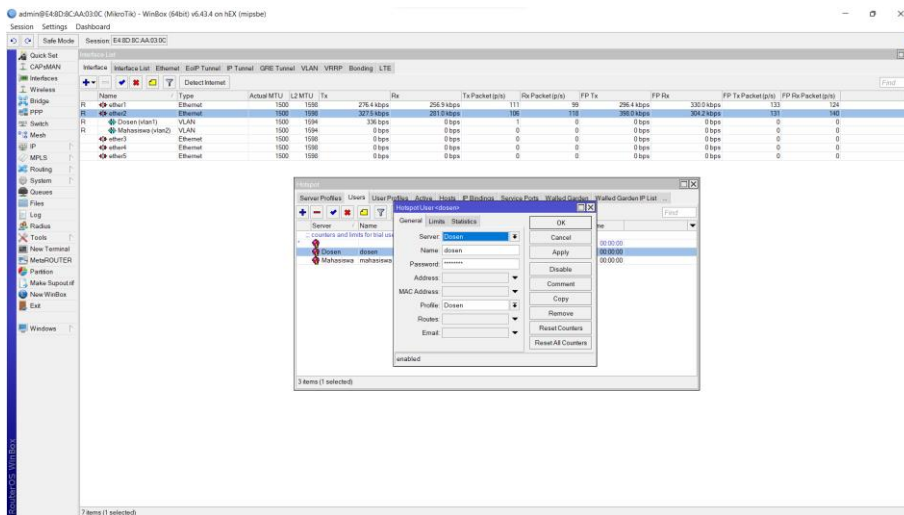 admin@E4:8D:8C:AA:03:0C (MikroTik) - WinBox (64bit) v6.43.4 on hEX (mipsbe)
Session Settings Dashboard
Safe Mode Session: E4:8D:8C:AA:03:0C
Quick Set
CAPsMAN
Interfaces
Wireless
Bridge
PPP
Switch
Mesh
IP
MPLS
Routing
System
Queues
Files
Log
Radius
Tools
New Terminal
MetaROUTER
Partition
Make Supout.rif
New WinBox
Exit
Windows
RouterOS WinBox
Interface List
Interface Interface List Ethernet EoIP Tunnel IP Tunnel GRE Tunnel VLAN VRRP Bonding LTE
Detect Internet Find
Name Type Actual MTU L2 MTU Tx Rx Tx Packet (p/s) Rx Packet (p/s) FP Tx FP Rx FP Tx Packet (p/s) FP Rx Packet (p/s)
R ether1 Ethernet 1500 1598 276.4 kbps 256.9 kbps 111 99 296.4 kbps 330.0 kbps 133 124
R ether2 Ethernet 1500 1598 327.5 kbps 281.0 kbps 106 118 398.0 kbps 304.2 kbps 131 140
R Dosen (vlan1) VLAN 1500 1594 336 bps 0 bps 1 0 0 bps 0 bps 0 0
R Mahasiswa (vlan2) VLAN 1500 1594 0 bps 0 bps 0 0 0 bps 0 bps 0 0
ether3 Ethernet 1500 1598 0 bps 0 bps 0 0 0 bps 0 bps 0 0
ether4 Ethernet 1500 1598 0 bps 0 bps 0 0 0 bps 0 bps 0 0
ether5 Ethernet 1500 1598 0 bps 0 bps 0 0 0 bps 0 bps 0 0
Hotspot
Server Profiles Users User Profiles Active Hosts IP Bindings Service Ports Walled Garden Walled Garden IP List ...
Find
Server Name
;;; counters and limits for trial use
00:00:00
Dosen dosen 00:00:00
Mahasiswa mahasiswa 00:00:00
3 items (1 selected)
Hotspot User <dosen>
General Limits Statistics
Server: Dosen
Name: dosen
Password: ********
Address:
MAC Address:
Profile: Dosen
Routes:
Email:
OK
Cancel
Apply
Disable
Comment
Copy
Remove
Reset Counters
Reset All Counters
enabled
7 items (1 selected)